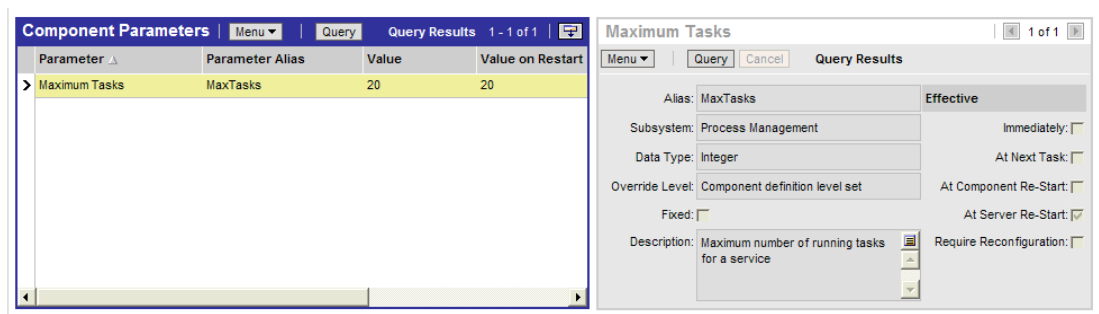 Component Parameters Menu Query Query Results 1 - 1 of 1
Parameter Parameter Alias Value Value on Restart
Maximum Tasks MaxTasks 20 20
Maximum Tasks 1 of 1
Menu Query Cancel Query Results
Alias: MaxTasks Effective
Subsystem: Process Management Immediately:
Data Type: Integer At Next Task:
Override Level: Component definition level set At Component Re-Start:
Fixed: At Server Re-Start:
Description: Maximum number of running tasks Require Reconfiguration:
for a service